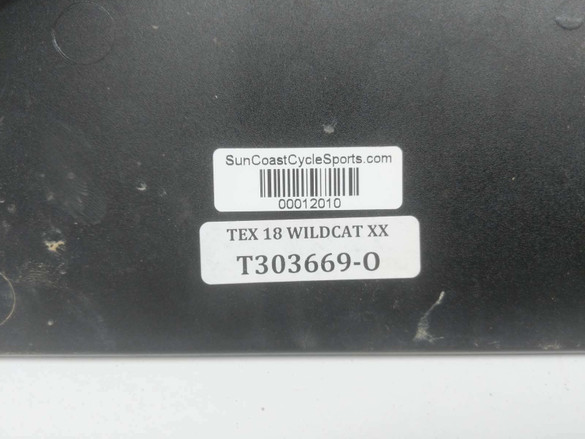 SunCoastCycleSports.com
00012010
TEX 18 WILDCAT XX
T303669-O